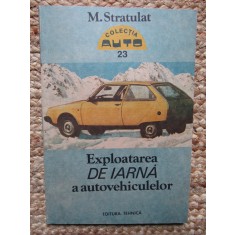 M. Stratulat
COLECȚIA
AUTO
23
Exploatarea
DE IARNĂ
a autovehiculelor
EDITURA TEHNICĂ